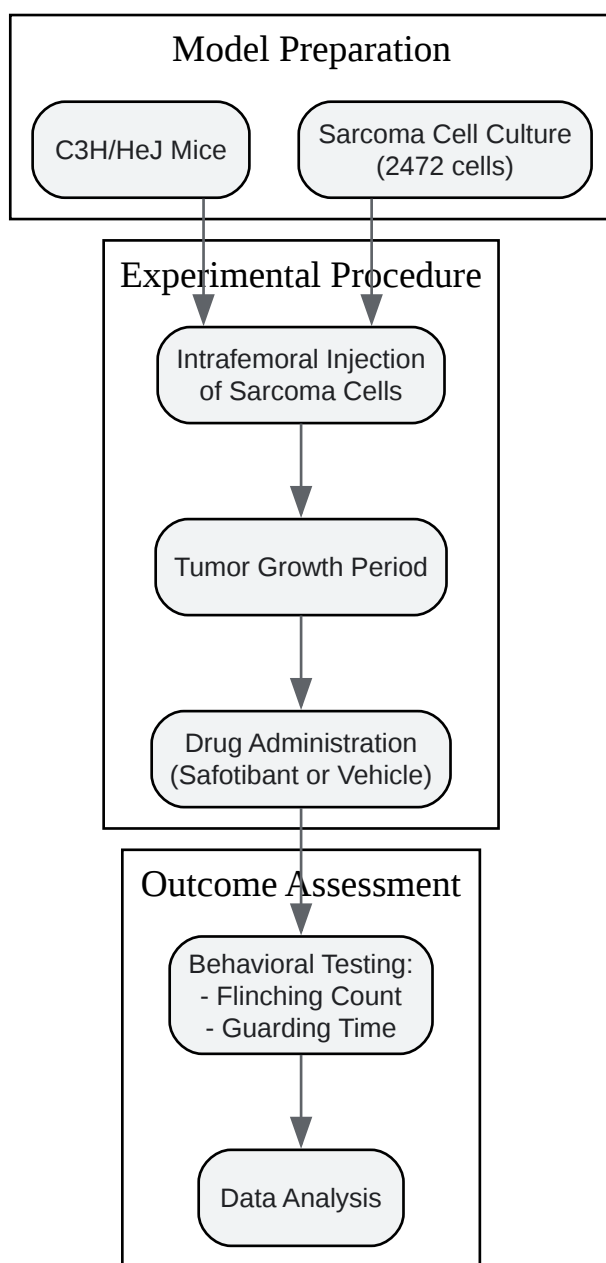 Model Preparation
C3H/HeJ Mice
Sarcoma Cell Culture
(2472 cells)
Experimental Procedure
Intrafemoral Injection
of Sarcoma Cells
Tumor Growth Period
Drug Administration
(Safotibant or Vehicle)
Outcome Assessment
Behavioral Testing:
- Flinching Count
- Guarding Time
Data Analysis